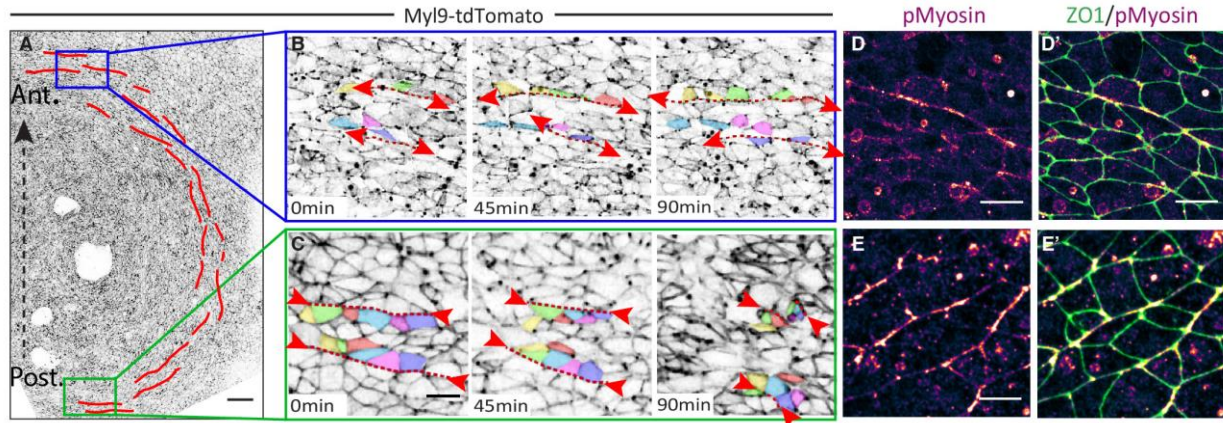 Myl9-tdTomato
pMyosin
ZO1/pMyosin
A
B
D
D'
Ant.
0min
45min
90min
C
E
E'
Post.
0min
45min
90min